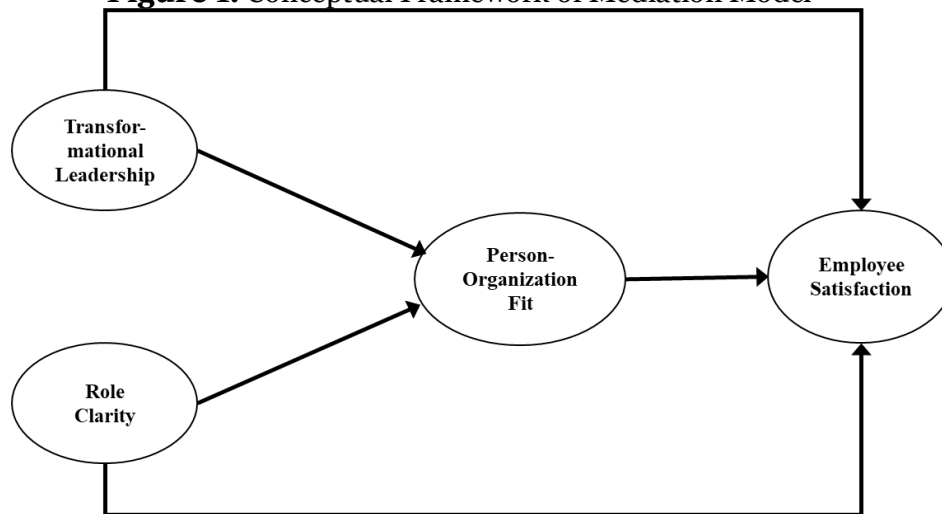 Figure 1. Conceptual Framework of Mediation Model
Transfor-
mational
Leadership
Person-
Organization
Fit
Employee
Satisfaction
Role
Clarity